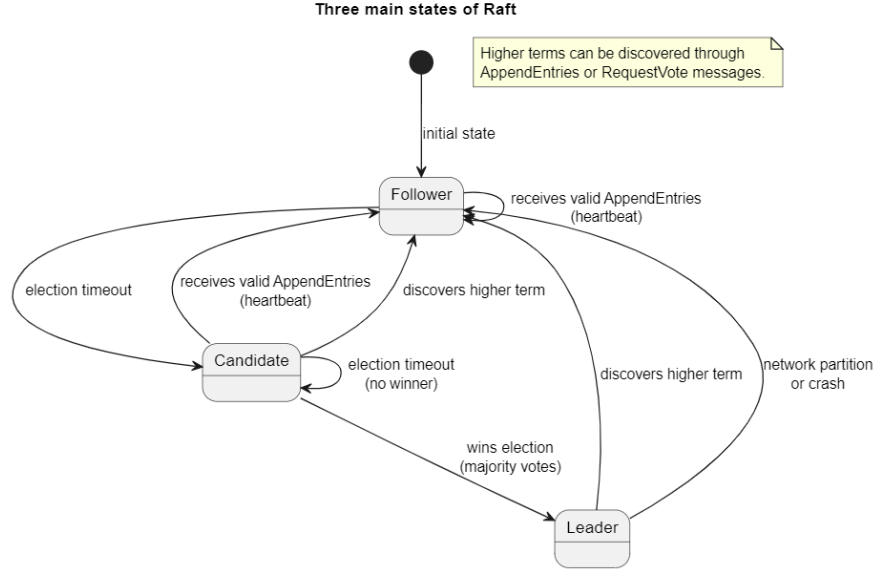 Three main states of Raft
Higher terms can be discovered through
AppendEntries or RequestVote messages.
initial state
Follower
receives valid AppendEntries
(heartbeat)
election timeout
receives valid AppendEntries
(heartbeat)
discovers higher term
Candidate
election timeout
(no winner)
discovers higher term
network partition
or crash
wins election
(majority votes)
Leader